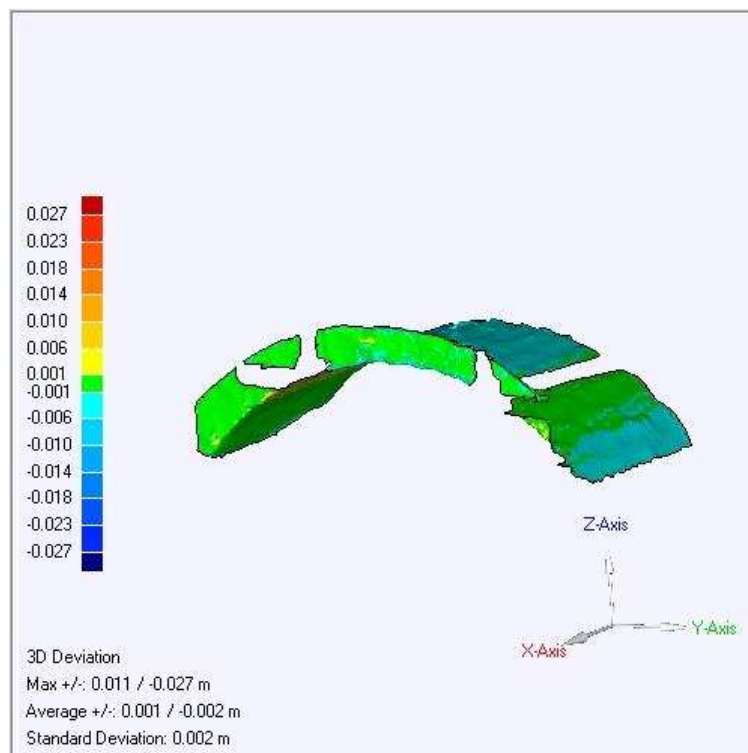 0.027
0.023
0.018
0.014
0.010
0.006
0.001
-0.001
-0.006
-0.010
-0.014
-0.018
-0.023
-0.027
Z-Axis
Y-Axis
X-Axis
3D Deviation
Max +/-: 0.011 / -0.027 m
Average +/-: 0.001 / -0.002 m
Standard Deviation: 0.002 m